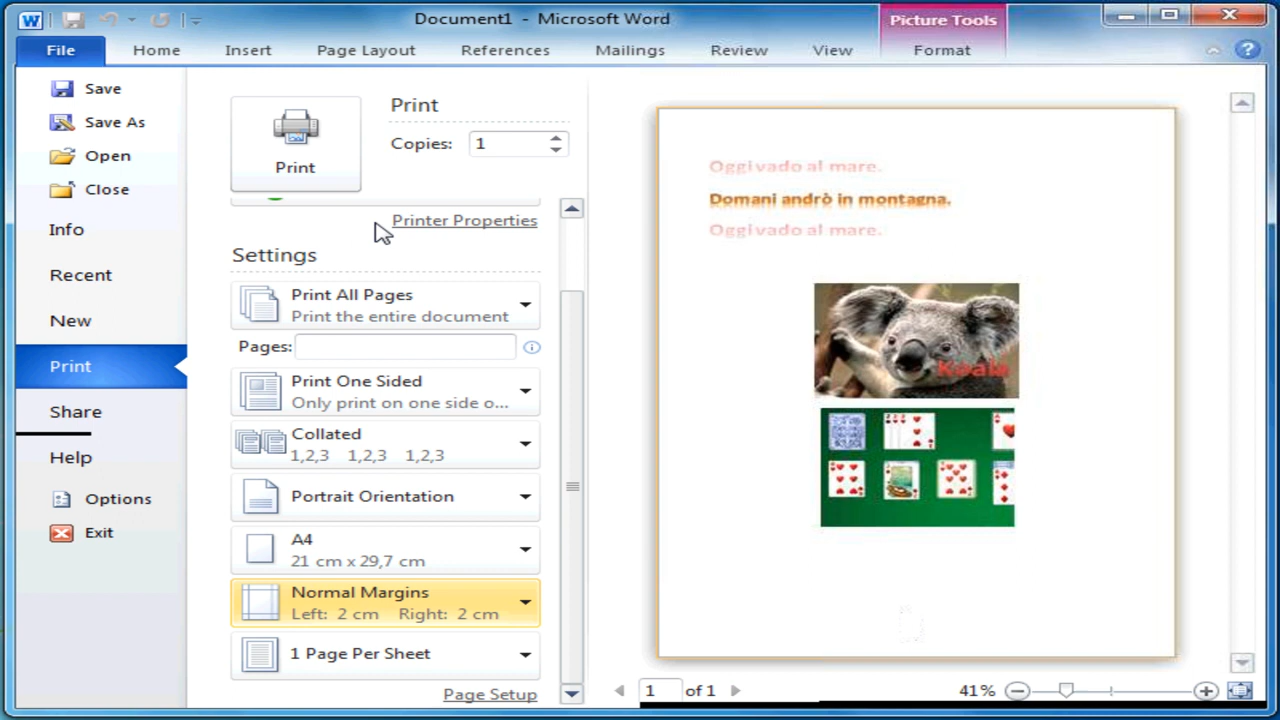 Document1 - Microsoft Word
Picture Tools
File Home Insert Page Layout References Mailings Review View Format
Save
Save As
Open
Close
Info
Recent
New
Print
Share
Help
Options
Exit
Print
Print
Copies: 1
Printer Properties
Settings
Print All Pages
Print the entire document
Pages:
Print One Sided
Only print on one side o...
Collated
1,2,3 1,2,3 1,2,3
Portrait Orientation
A4
21 cm x 29,7 cm
Normal Margins
Left: 2 cm Right: 2 cm
1 Page Per Sheet
Page Setup
Oggi vado al mare.
Domani andrò in montagna.
Oggi vado al mare.
Koala
1 of 1
41%